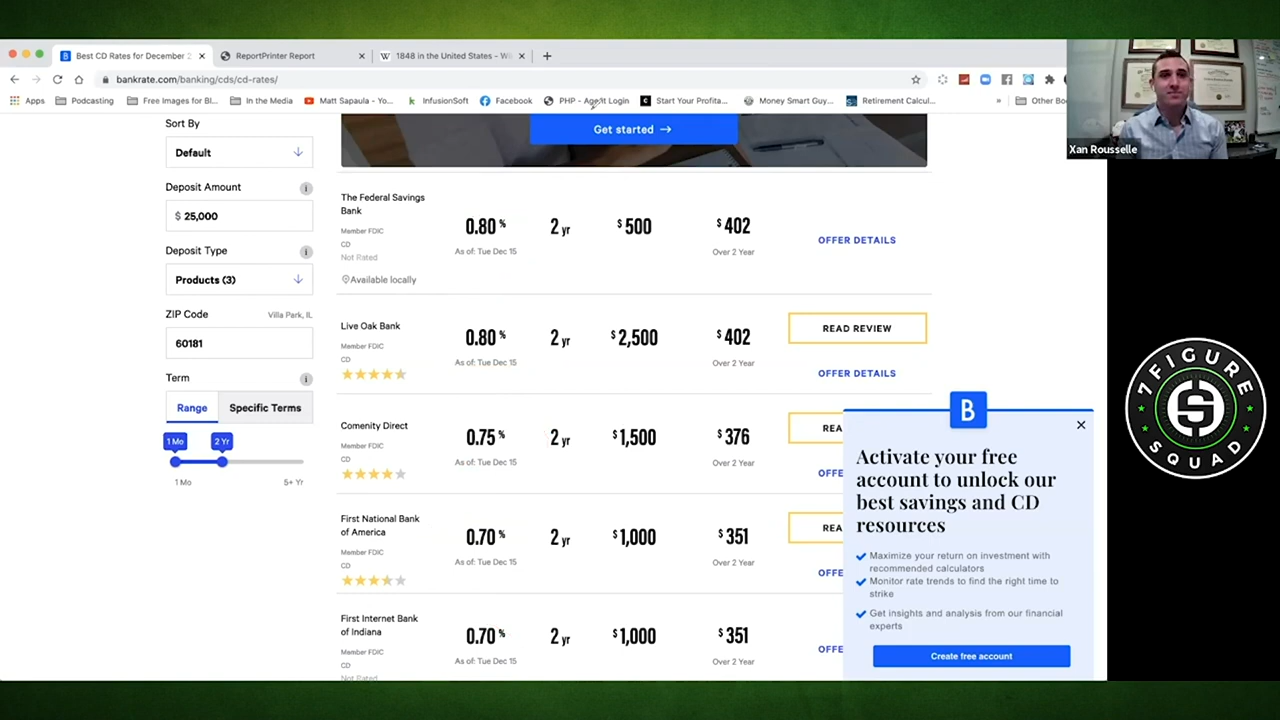 Best CD Rates for December 2
ReportPrinter Report
1848 in the United States - Wi
bankrate.com/banking/cds/cd-rates/
Apps
Podcasting
Free Images for Bl...
In the Media
Matt Sapaula - Yo...
InfusionSoft
Facebook
PHP - Agent Login
Start Your Profita...
Money Smart Guy...
Retirement Calcul...
»
Other Bo
Xan Rousselle
Sort By
Default
Deposit Amount
$ 25,000
Deposit Type
Products (3)
ZIP Code
Villa Park, IL
60181
Term
Range
Specific Terms
1 Mo
2 Yr
1 Mo
5+ Yr
Get started →
The Federal Savings
Bank
Member FDIC
CD
Not Rated
Available locally
0.80 %
As of: Tue Dec 15
2 yr
$ 500
$ 402
Over 2 Year
OFFER DETAILS
Live Oak Bank
Member FDIC
CD
0.80 %
As of: Tue Dec 15
2 yr
$ 2,500
$ 402
Over 2 Year
READ REVIEW
OFFER DETAILS
Comenity Direct
Member FDIC
CD
0.75 %
As of: Tue Dec 15
2 yr
$ 1,500
$ 376
Over 2 Year
REA
OFFE
First National Bank
of America
Member FDIC
CD
0.70 %
As of: Tue Dec 15
2 yr
$ 1,000
$ 351
Over 2 Year
REA
OFFE
First Internet Bank
of Indiana
Member FDIC
CD
Not Rated
0.70 %
As of: Tue Dec 15
2 yr
$ 1,000
$ 351
Over 2 Year
OFFE
B
Activate your free
account to unlock our
best savings and CD
resources
Maximize your return on investment with
recommended calculators
Monitor rate trends to find the right time to
strike
Get insights and analysis from our financial
experts
Create free account
7FIGURE
SQUAD